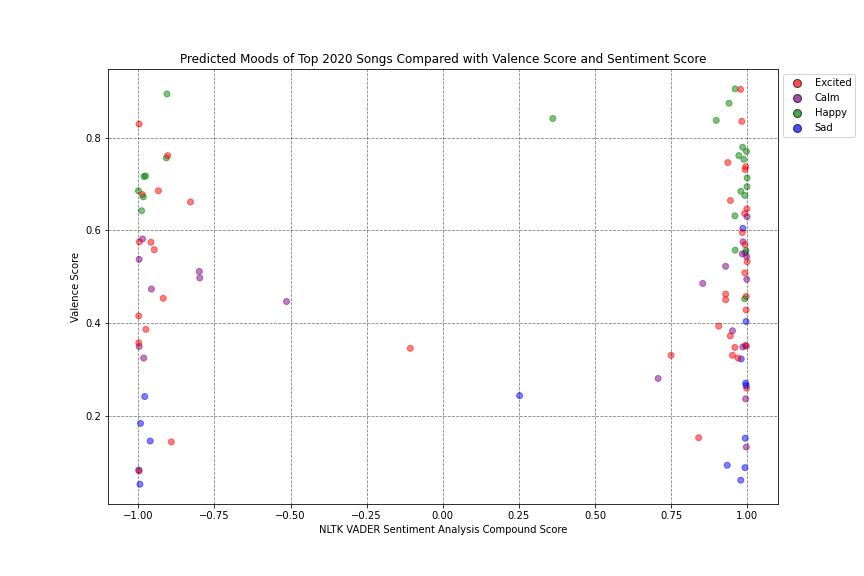 Predicted Moods of Top 2020 Songs Compared with Valence Score and Sentiment Score
Excited
Calm
Happy
Sad
Valence Score
0.8
0.6
0.4
0.2
−1.00 −0.75 −0.50 −0.25 0.00 0.25 0.50 0.75 1.00
NLTK VADER Sentiment Analysis Compound Score